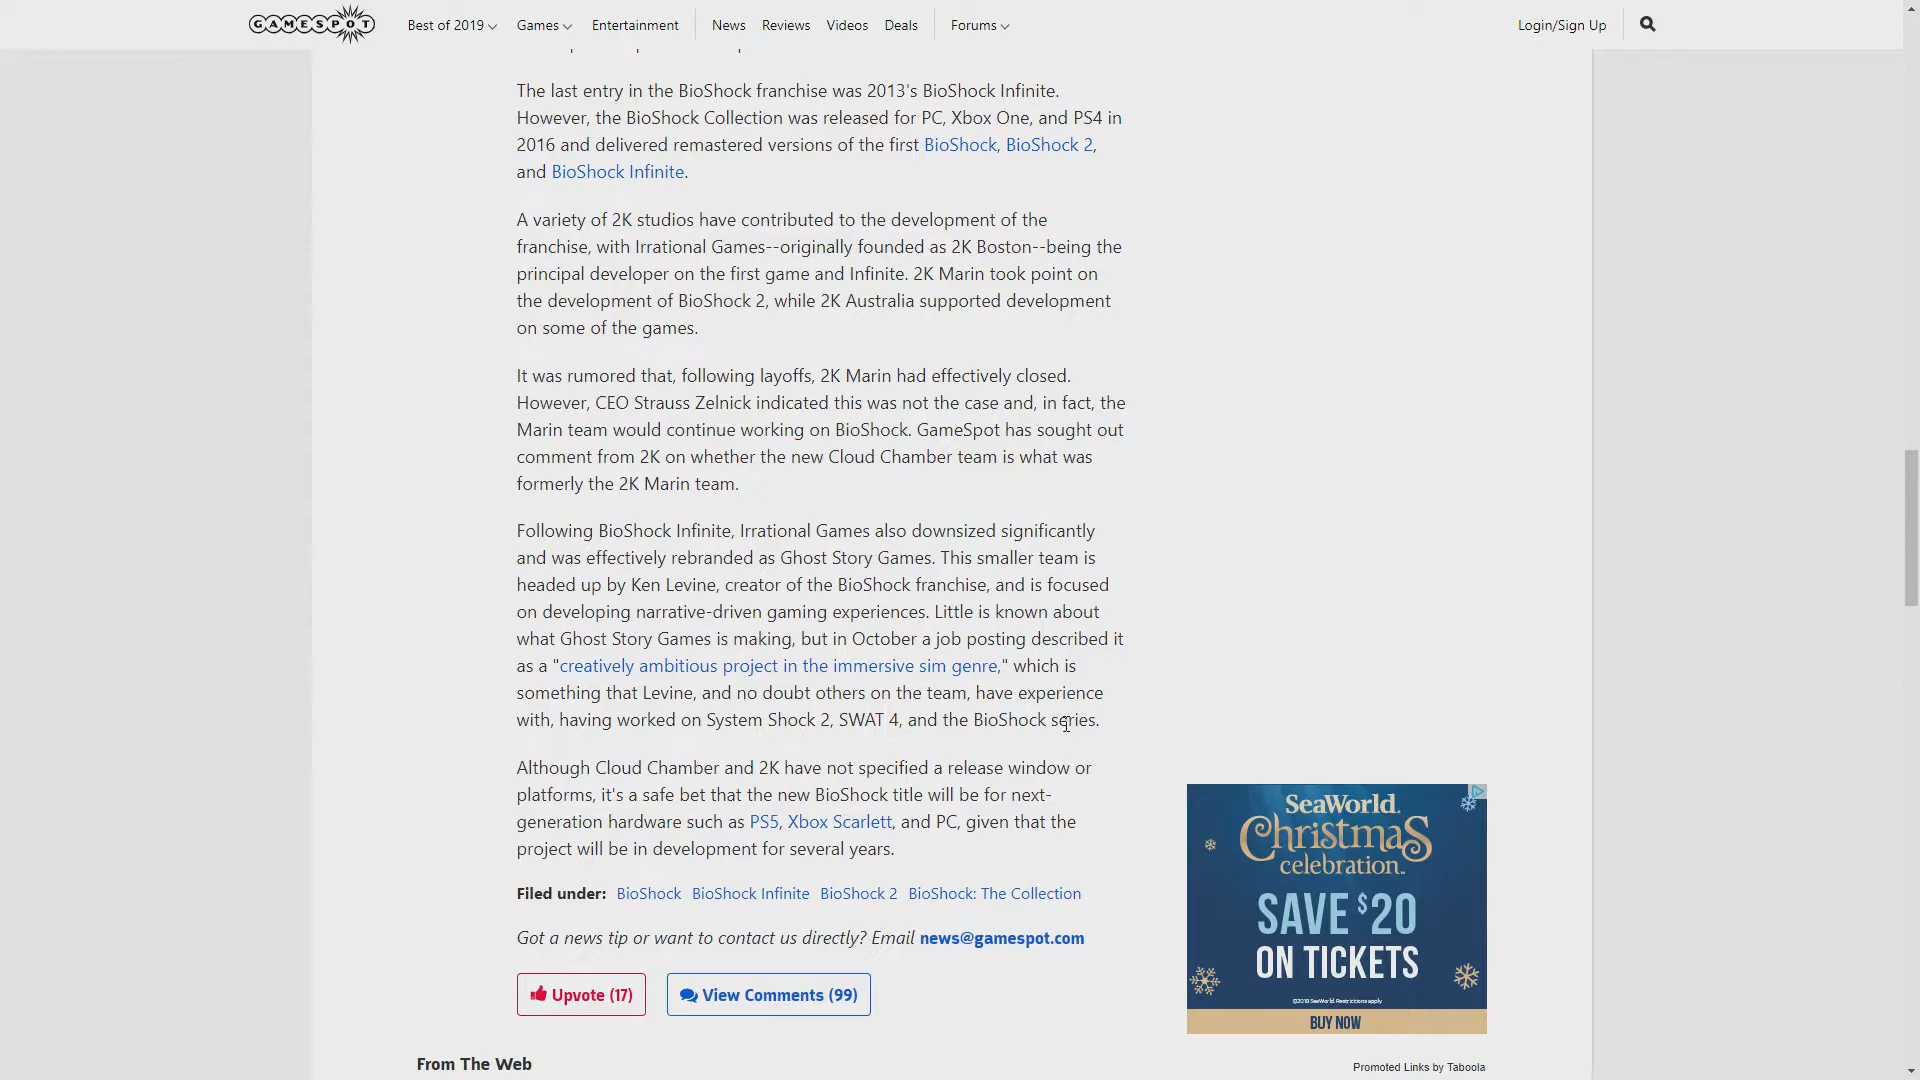 GAMESPOT
Best of 2019
Games
Entertainment
News
Reviews
Videos
Deals
Forums
Login/Sign Up
The last entry in the BioShock franchise was 2013's BioShock Infinite.
However, the BioShock Collection was released for PC, Xbox One, and PS4 in
2016 and delivered remastered versions of the first BioShock, BioShock 2,
and BioShock Infinite.
A variety of 2K studios have contributed to the development of the
franchise, with Irrational Games--originally founded as 2K Boston--being the
principal developer on the first game and Infinite. 2K Marin took point on
the development of BioShock 2, while 2K Australia supported development
on some of the games.
It was rumored that, following layoffs, 2K Marin had effectively closed.
However, CEO Strauss Zelnick indicated this was not the case and, in fact, the
Marin team would continue working on BioShock. GameSpot has sought out
comment from 2K on whether the new Cloud Chamber team is what was
formerly the 2K Marin team.
Following BioShock Infinite, Irrational Games also downsized significantly
and was effectively rebranded as Ghost Story Games. This smaller team is
headed up by Ken Levine, creator of the BioShock franchise, and is focused
on developing narrative-driven gaming experiences. Little is known about
what Ghost Story Games is making, but in October a job posting described it
as a "creatively ambitious project in the immersive sim genre," which is
something that Levine, and no doubt others on the team, have experience
with, having worked on System Shock 2, SWAT 4, and the BioShock series.
Although Cloud Chamber and 2K have not specified a release window or
platforms, it's a safe bet that the new BioShock title will be for next-
generation hardware such as PS5, Xbox Scarlett, and PC, given that the
project will be in development for several years.
Filed under: BioShock BioShock Infinite BioShock 2 BioShock: The Collection
Got a news tip or want to contact us directly? Email news@gamespot.com
Upvote (17)
View Comments (99)
SeaWorld.
Christmas
celebration.
SAVE $20
ON TICKETS
©2019 SeaWorld. Restrictions apply.
BUY NOW
From The Web
Promoted Links by Taboola